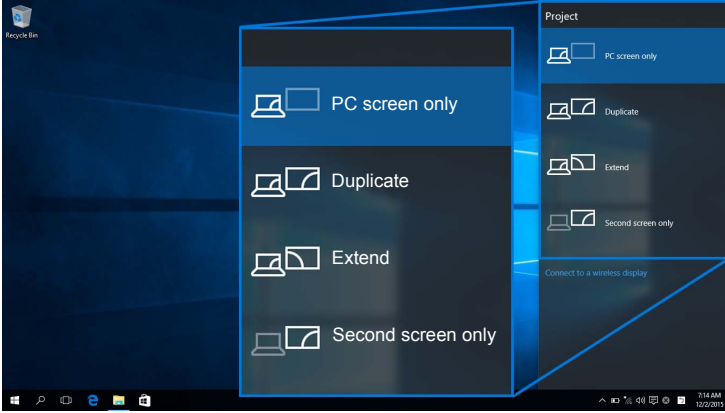 Recycle Bin
PC screen only
Duplicate
Extend
Second screen only
Project
PC screen only
Duplicate
Extend
Second screen only
Connect to a wireless display
7:14 AM
12/2/2015